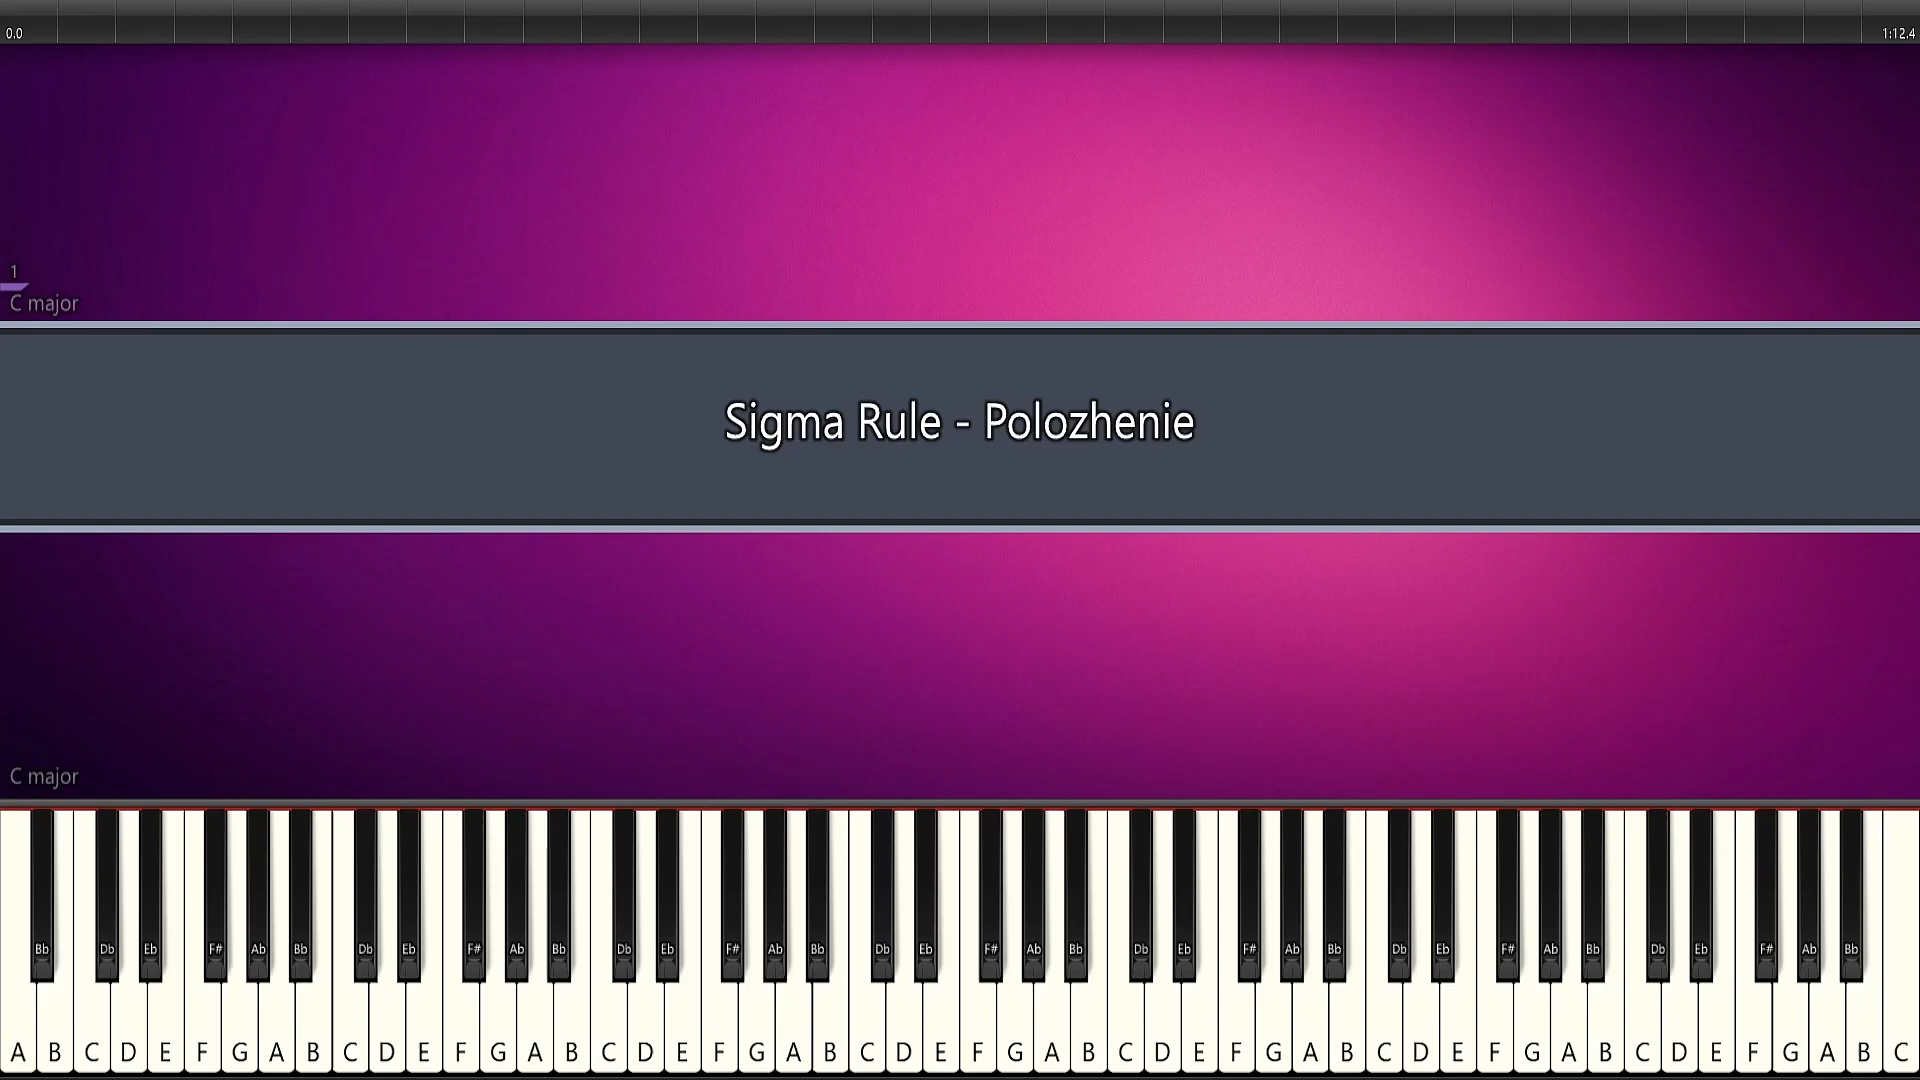 0.0 1:12.4
1
C major
Sigma Rule - Polozhenie
C major
Bb Db Eb F# Ab Bb Db Eb F# Ab Bb Db Eb F# Ab Bb Db Eb F# Ab Bb Db Eb F# Ab Bb Db Eb F# Ab Bb Db Eb F# Ab Bb
A B C D E F G A B C D E F G A B C D E F G A B C D E F G A B C D E F G A B C D E F G A B C D E F G A B C